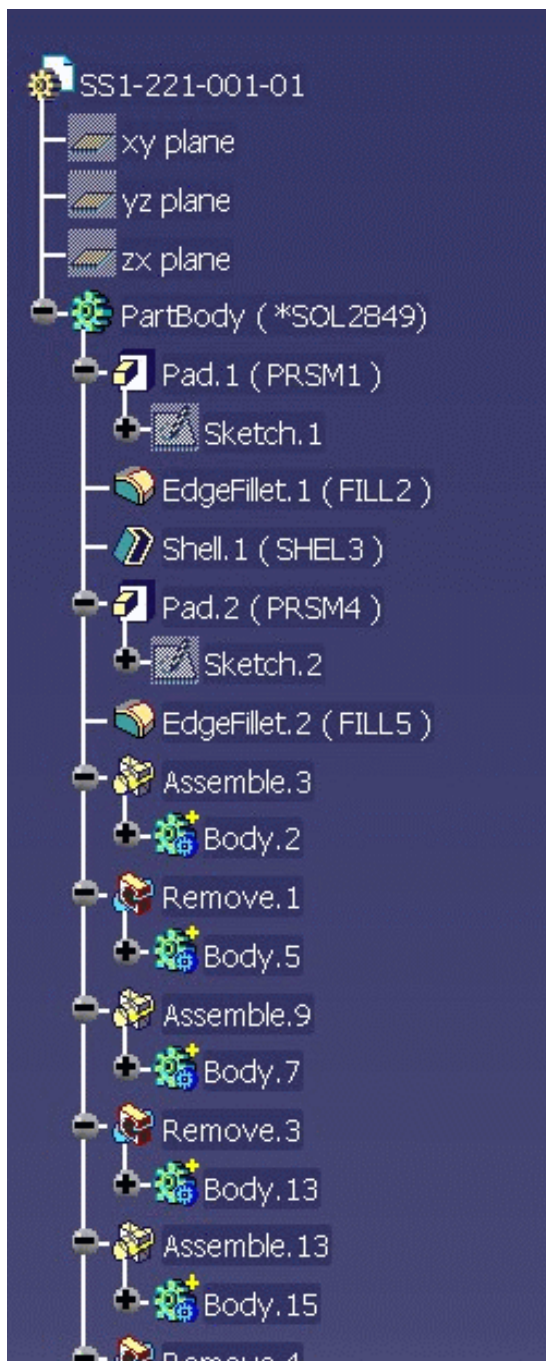 SS1-221-001-01
xy plane
yz plane
zx plane
PartBody ( *SOL2849)
Pad.1 ( PRSM1 )
Sketch.1
EdgeFillet.1 ( FILL2 )
Shell.1 ( SHEL3 )
Pad.2 ( PRSM4 )
Sketch.2
EdgeFillet.2 ( FILL5 )
Assemble.3
Body.2
Remove.1
Body.5
Assemble.9
Body.7
Remove.3
Body.13
Assemble.13
Body.15
Remove.4